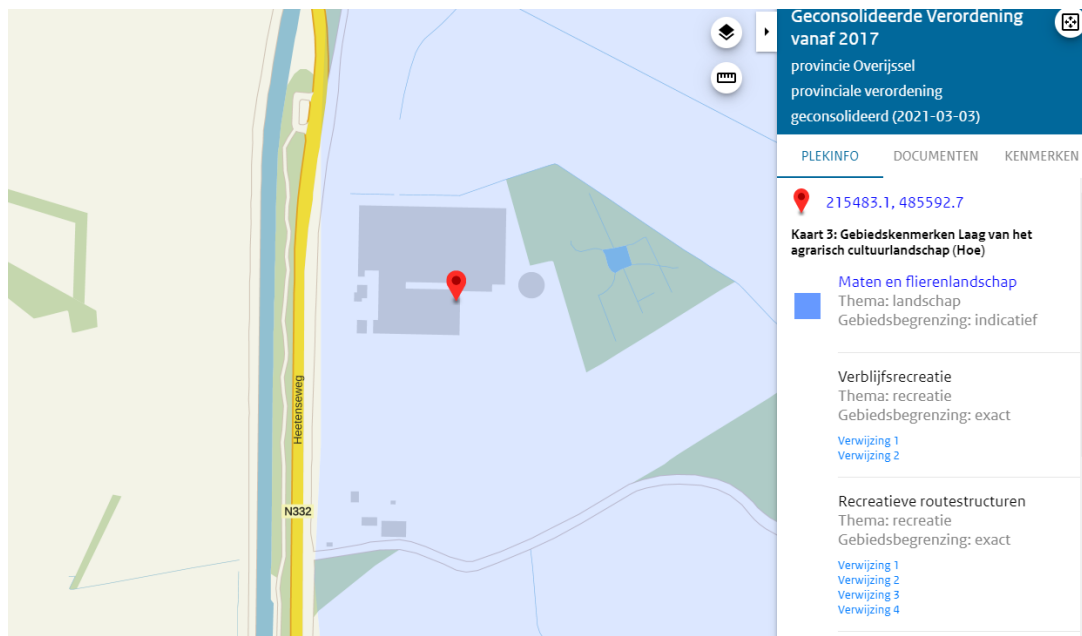 Heetenseweg
N332
Geconsolideerde Verordening
vanaf 2017
provincie Overijssel
provinciale verordening
geconsolideerd (2021-03-03)
PLEKINFO DOCUMENTEN KENMERKEN
215483.1, 485592.7
Kaart 3: Gebiedskenmerken Laag van het
agrarisch cultuurlandschap (Hoe)
Maten en flierenlandschap
Thema: landschap
Gebiedsbegrenzing: indicatief
Verblijfsrecreatie
Thema: recreatie
Gebiedsbegrenzing: exact
Verwijzing 1
Verwijzing 2
Recreatieve routestructuren
Thema: recreatie
Gebiedsbegrenzing: exact
Verwijzing 1
Verwijzing 2
Verwijzing 3
Verwijzing 4